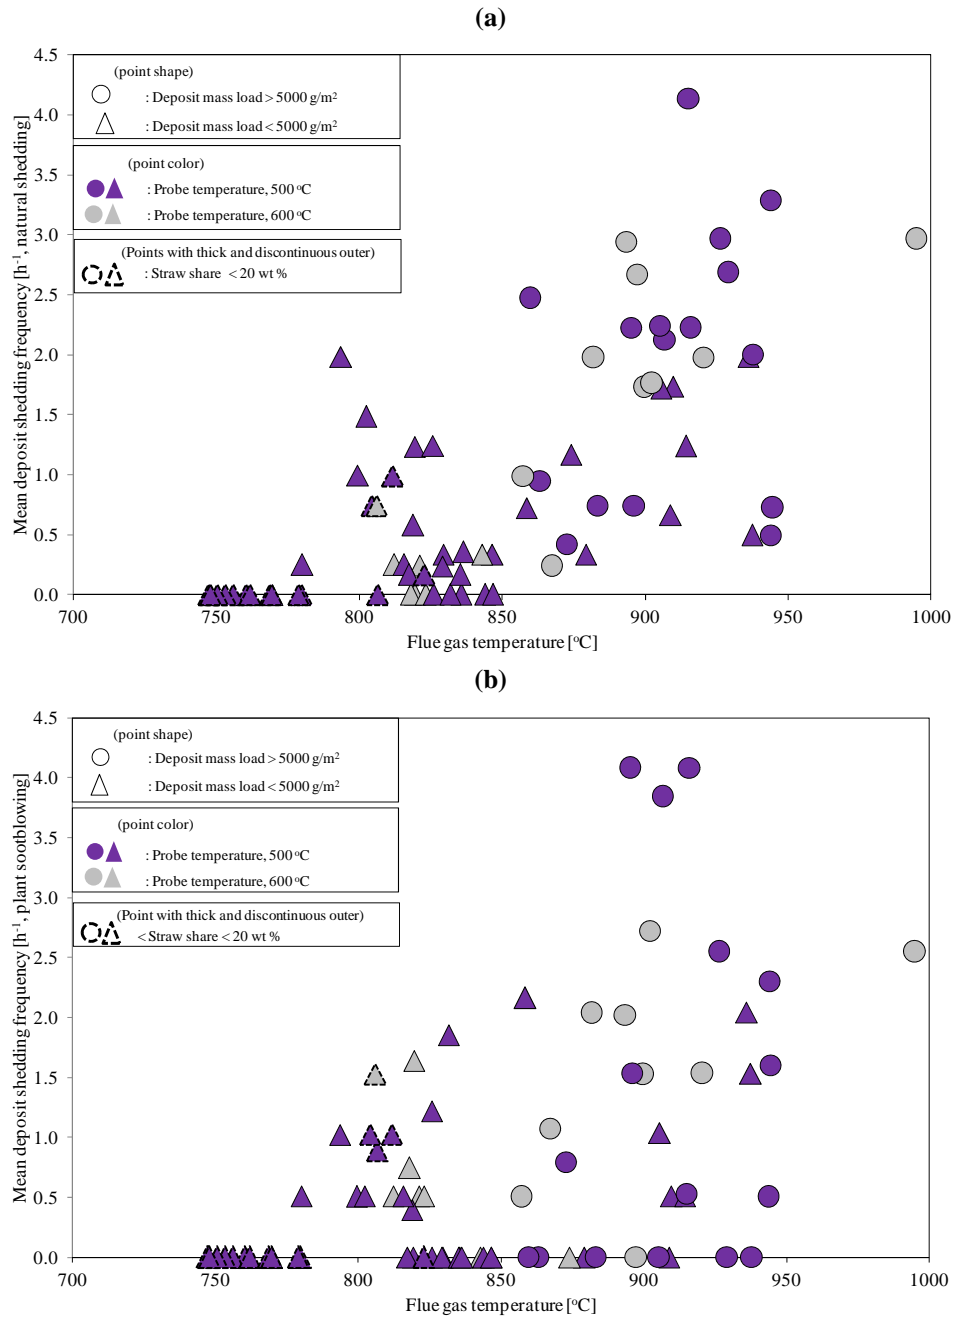 (a)
4.5
4.0
3.5
3.0
2.5
2.0
1.5
1.0
0.5
0.0
Mean deposit shedding frequency [h⁻¹, natural shedding]
(point shape)
: Deposit mass load > 5000 g/m²
: Deposit mass load < 5000 g/m²
(point color)
: Probe temperature, 500 °C
: Probe temperature, 600 °C
(Points with thick and discontinuous outer)
: Straw share < 20 wt %
700 750 800 850 900 950 1000
Flue gas temperature [°C]
(b)
4.5
4.0
3.5
3.0
2.5
2.0
1.5
1.0
0.5
0.0
Mean deposit shedding frequency [h⁻¹, plant sootblowing]
(point shape)
: Deposit mass load > 5000 g/m²
: Deposit mass load < 5000 g/m²
(point color)
: Probe temperature, 500 °C
: Probe temperature, 600 °C
(Point with thick and discontinuous outer)
< Straw share < 20 wt %
700 750 800 850 900 950 1000
Flue gas temperature [°C]